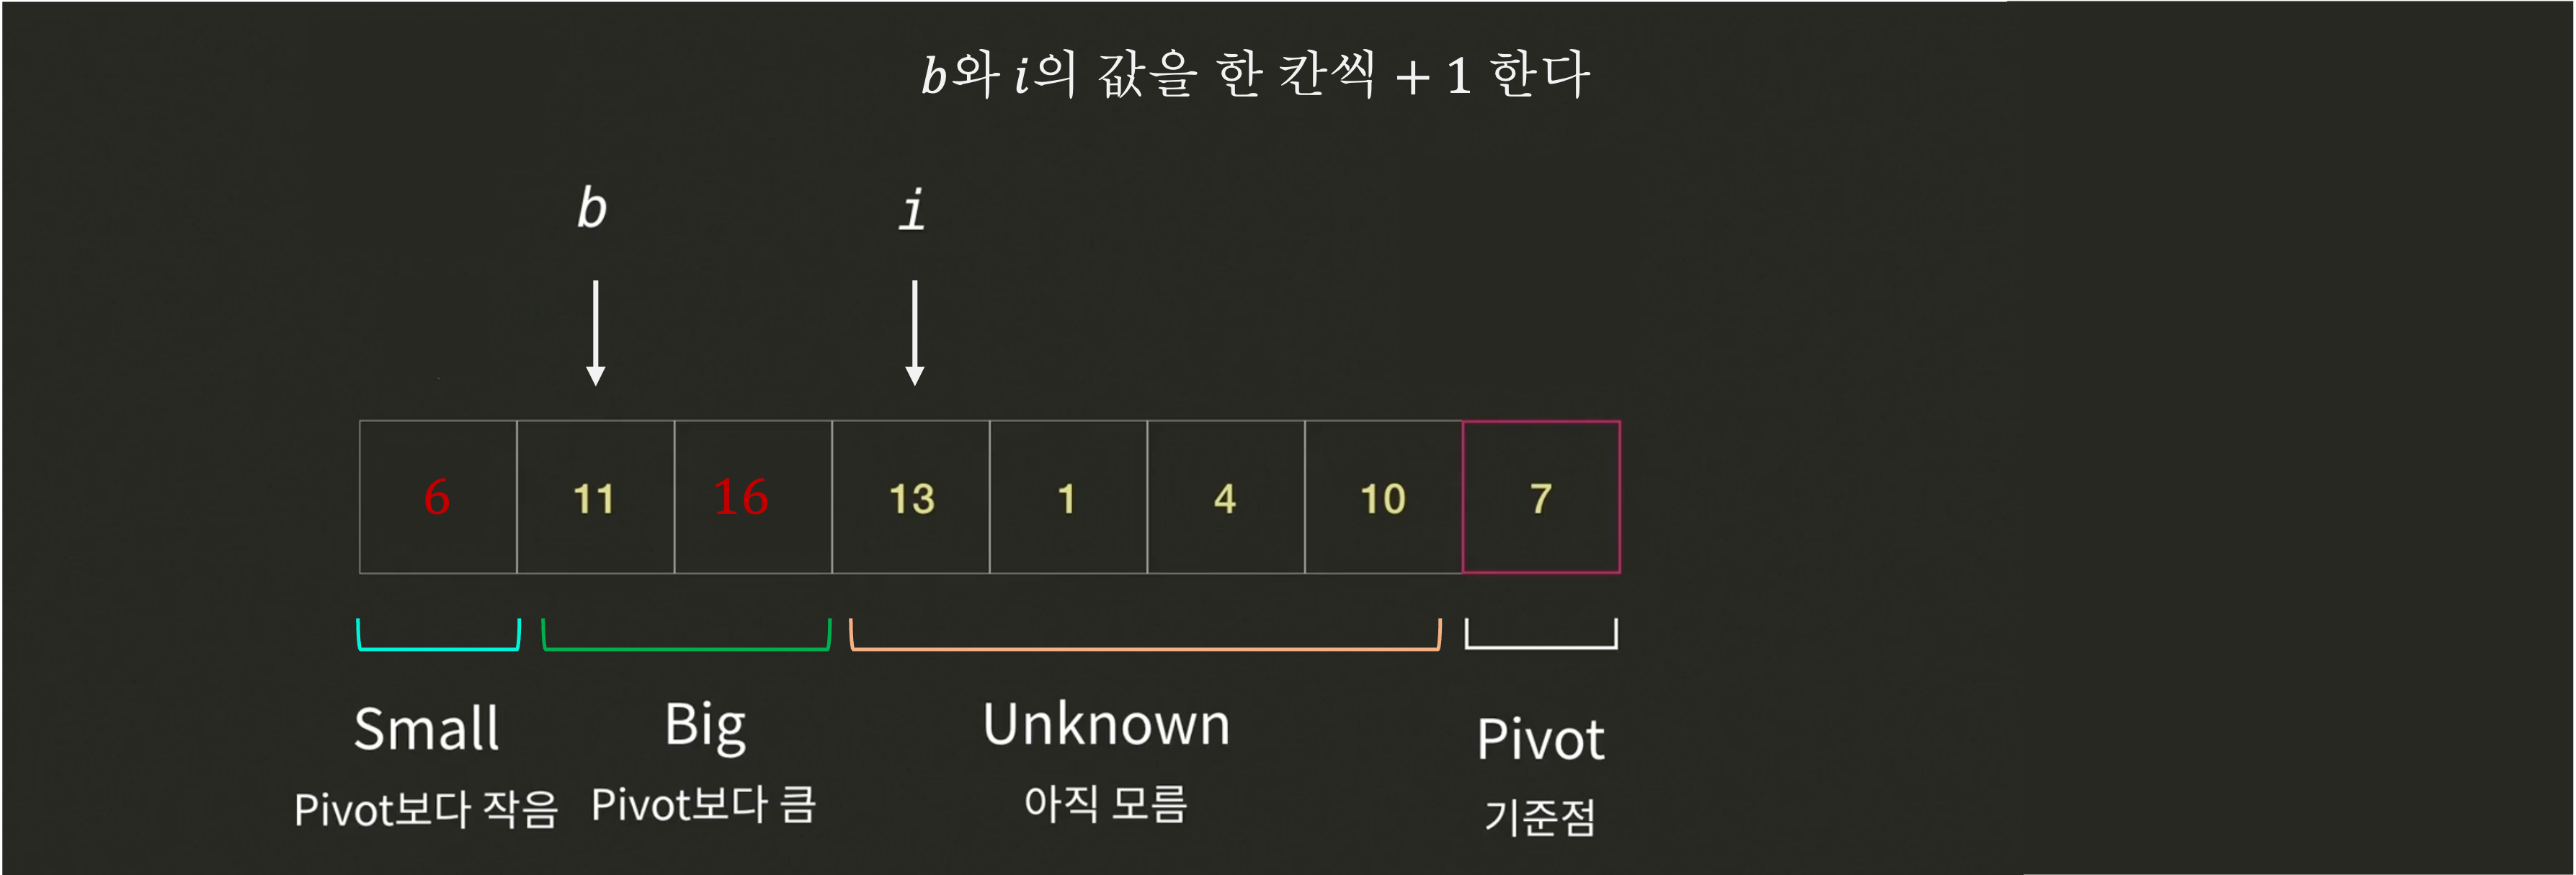 b와 i의 값을 한 칸씩 + 1 한다
b i
6 11 16 13 1 4 10 7
Small Big Unknown Pivot
Pivot보다 작음 Pivot보다 큼 아직 모름 기준점